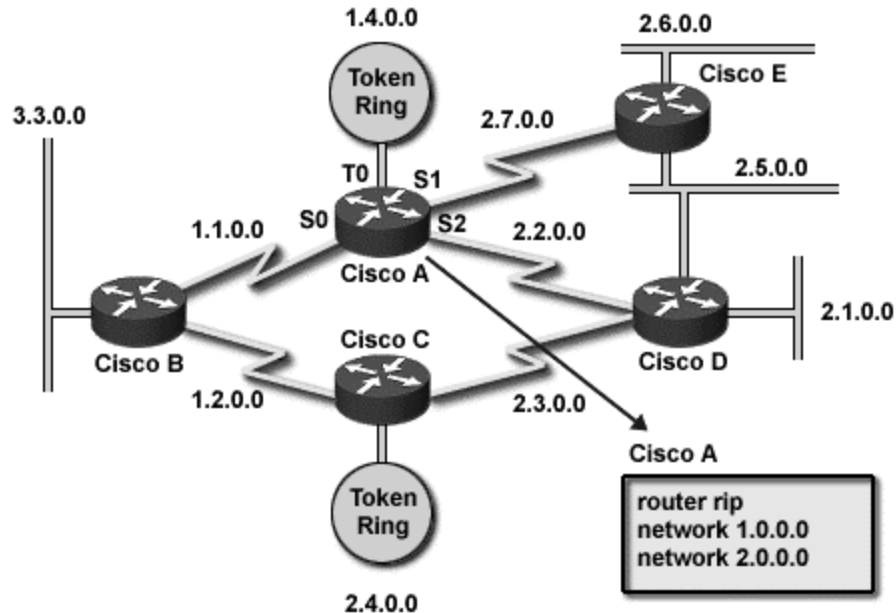 1.4.0.0
2.6.0.0
Token
Ring
Cisco E
3.3.0.0
2.7.0.0
T0
S1
2.5.0.0
S0
S2
1.1.0.0
2.2.0.0
Cisco A
2.1.0.0
Cisco B
Cisco C
Cisco D
1.2.0.0
2.3.0.0
Cisco A
Token
Ring
router rip
network 1.0.0.0
network 2.0.0.0
2.4.0.0